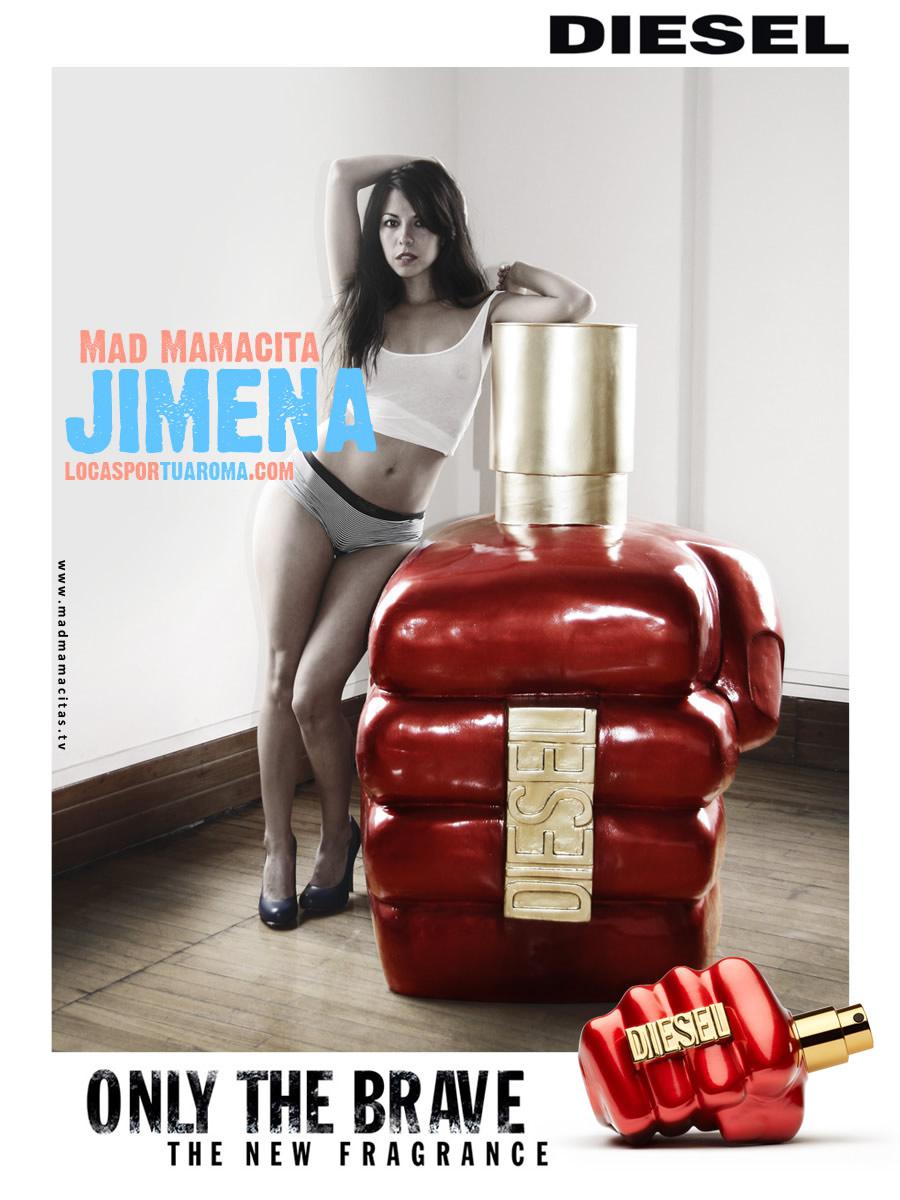 DIESEL
MAD MAMACITA
JIMENA
LOCASPORTUAROMA.COM
www.madmamacitas.tv
DIESEL
DIESEL
ONLY THE BRAVE
THE NEW FRAGRANCE